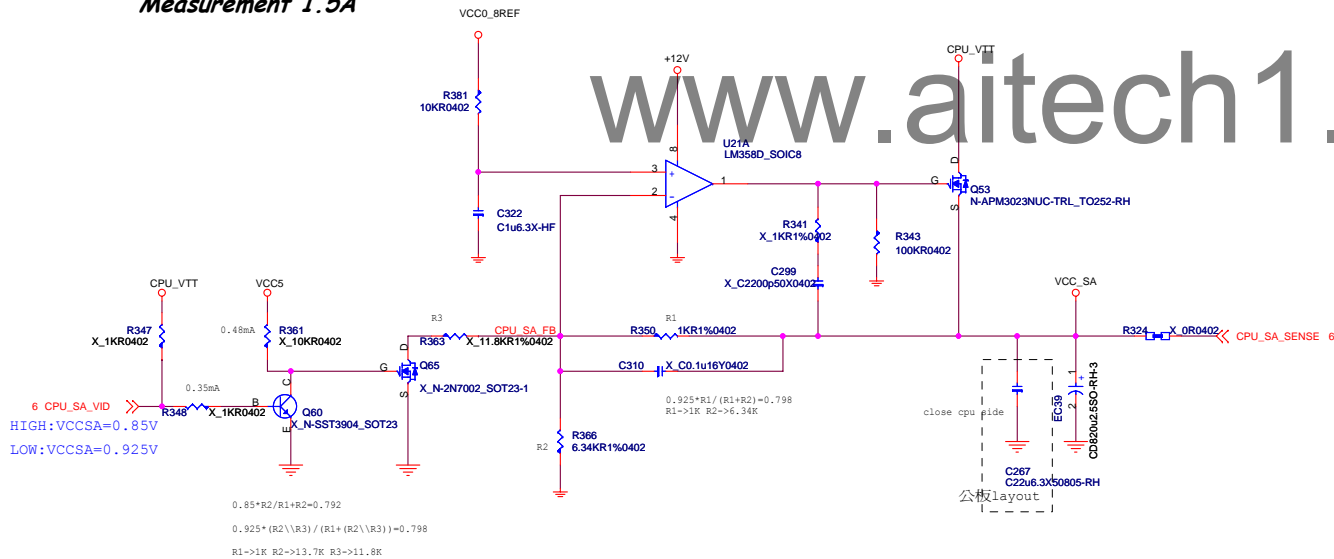 Measurement 1.5A
VCC0_8REF
www.aitech1.
R381
10KR0402
+12V
CPU_VTT
U21A
LM358D_SOIC8
8
3
+
2
-
1
4
D
G
S
Q53
N-APM3023NUC-TRL_TO252-RH
C322
C1u6.3X-HF
R341
X_1KR1%0402
R343
100KR0402
C299
X_C2200p50X0402
CPU_VTT
VCC5
VCC_SA
R347
X_1KR0402
0.48mA
R361
X_10KR0402
R3
CPU_SA_FB
R363
X_11.8KR1%0402
R1
R350
1KR1%0402
R324
X_0R0402
CPU_SA_SENSE 6
D
G
S
Q65
X_N-2N7002_SOT23-1
C310
X_C0.1u16Y0402
0.35mA
6 CPU_SA_VID
R348
X_1KR0402
B
C
E
Q60
X_N-SST3904_SOT23
HIGH:VCCSA=0.85V
LOW:VCCSA=0.925V
0.925*R1/(R1+R2)=0.798
R1->1K R2->6.34K
close cpu side
1
+
2
EC39
CD820u2.5SO-RH-3
R2
R366
6.34KR1%0402
C267
C22u6.3X50805-RH
公板layout
0.85*R2/R1+R2=0.792
0.925*(R2\\R3)/(R1+(R2\\R3))=0.798
R1->1K R2->13.7K R3->11.8K